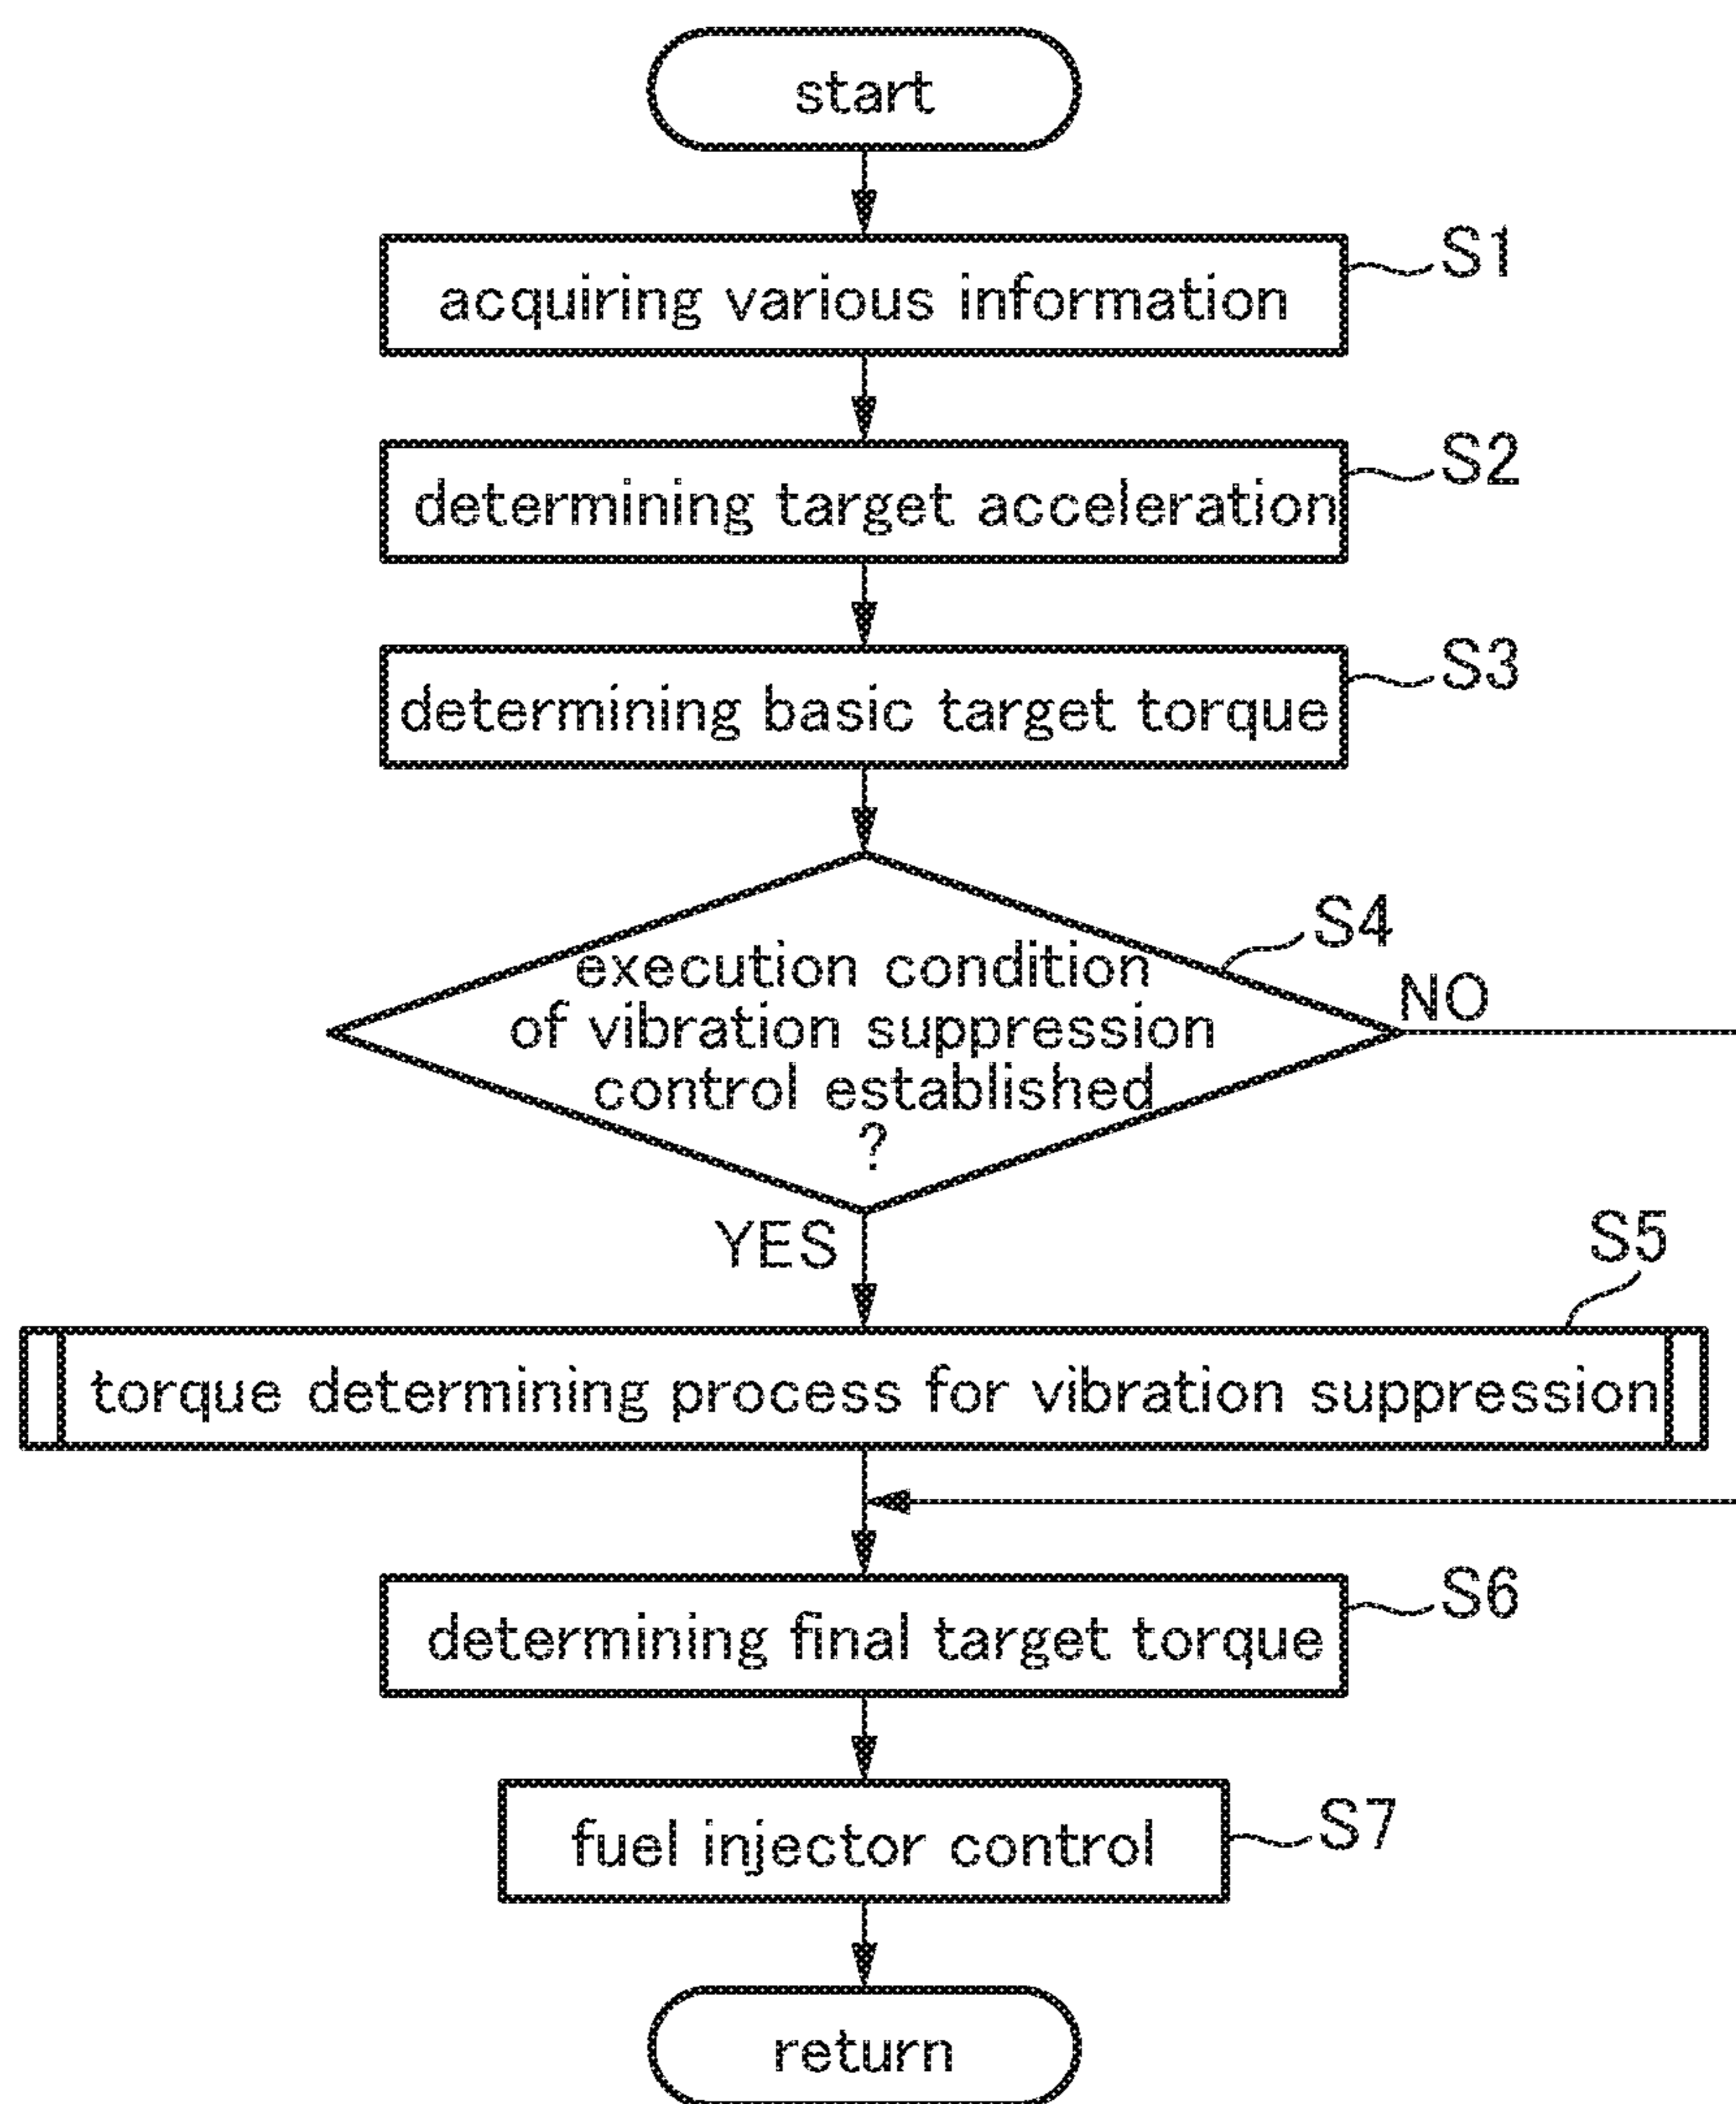 start
acquiring various information
S1
determining target acceleration
S2
determining basic target torque
S3
execution condition
of vibration suppression
control established
?
S4
NO
YES
S5
torque determining process for vibration suppression
determining final target torque
S6
fuel injector control
S7
return